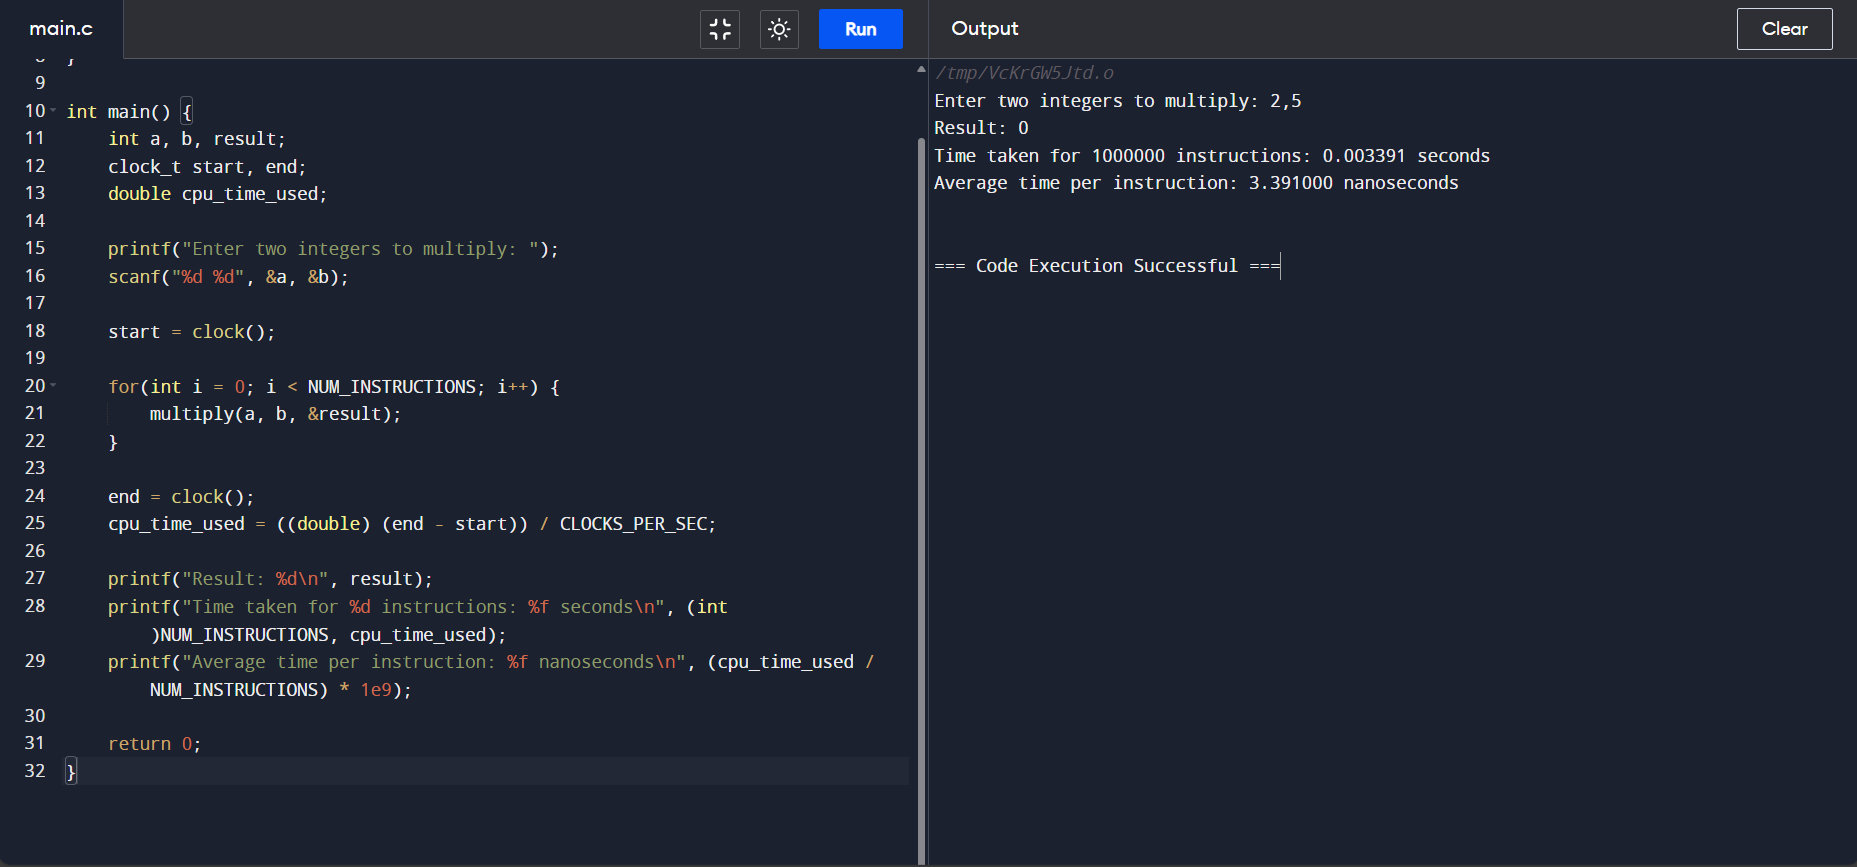 main.c
Run
Output
Clear
8 }
9
10 int main() {
11 int a, b, result;
12 clock_t start, end;
13 double cpu_time_used;
14
15 printf("Enter two integers to multiply: ");
16 scanf("%d %d", &a, &b);
17
18 start = clock();
19
20 for(int i = 0; i < NUM_INSTRUCTIONS; i++) {
21 multiply(a, b, &result);
22 }
23
24 end = clock();
25 cpu_time_used = ((double) (end - start)) / CLOCKS_PER_SEC;
26
27 printf("Result: %d\n", result);
28 printf("Time taken for %d instructions: %f seconds\n", (int
)NUM_INSTRUCTIONS, cpu_time_used);
29 printf("Average time per instruction: %f nanoseconds\n", (cpu_time_used /
NUM_INSTRUCTIONS) * 1e9);
30
31 return 0;
32 }
/tmp/VcKrGW5Jtd.o
Enter two integers to multiply: 2,5
Result: 0
Time taken for 1000000 instructions: 0.003391 seconds
Average time per instruction: 3.391000 nanoseconds
=== Code Execution Successful ===